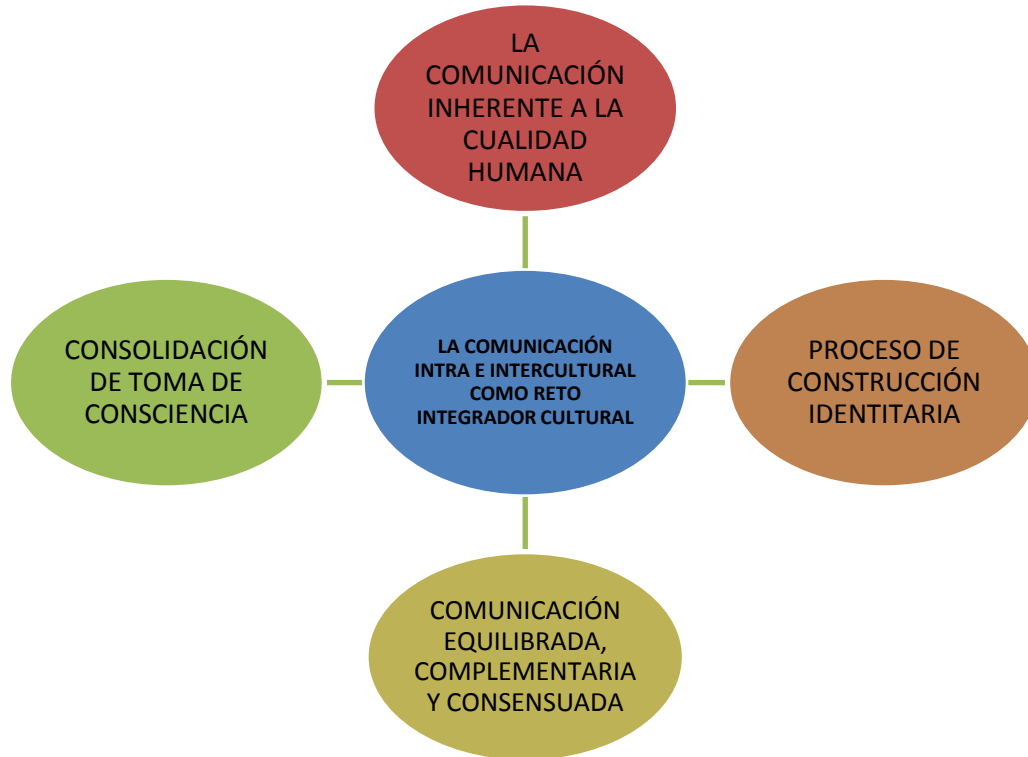 LA
COMUNICACIÓN
INHERENTE A LA
CUALIDAD
HUMANA
CONSOLIDACIÓN
DE TOMA DE
CONSCIENCIA
LA COMUNICACIÓN
INTRA E INTERCULTURAL
COMO RETO
INTEGRADOR CULTURAL
PROCESO DE
CONSTRUCCIÓN
IDENTITARIA
COMUNICACIÓN
EQUILIBRADA,
COMPLEMENTARIA
Y CONSENSUADA